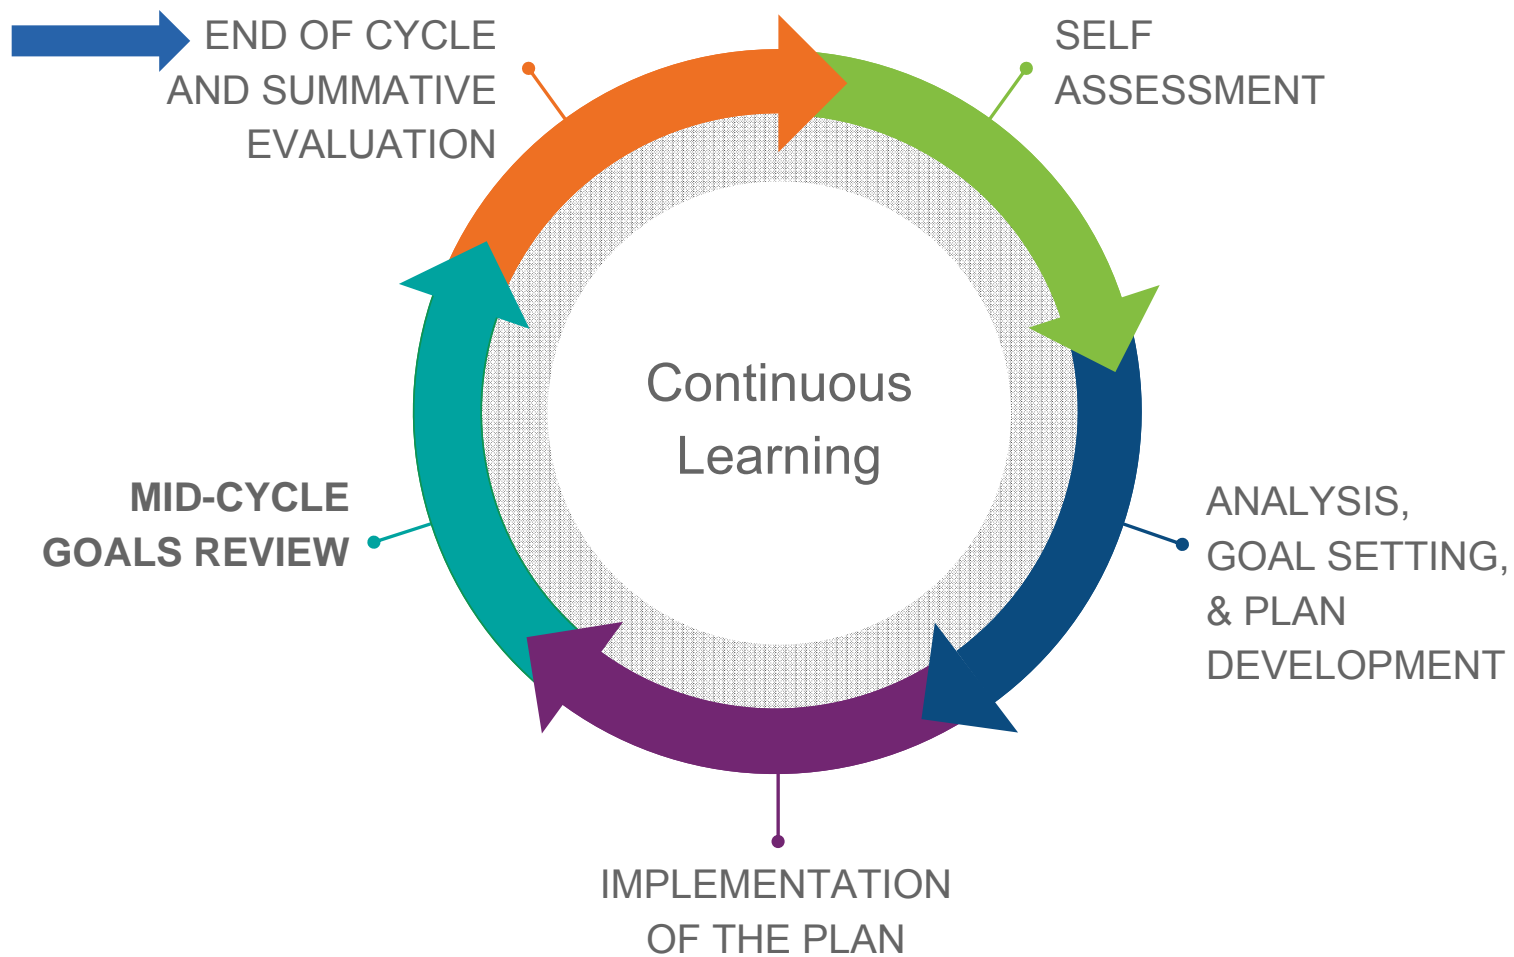 END OF CYCLE
AND SUMMATIVE
EVALUATION
SELF
ASSESSMENT
Continuous
Learning
MID-CYCLE
GOALS REVIEW
ANALYSIS,
GOAL SETTING,
& PLAN
DEVELOPMENT
IMPLEMENTATION
OF THE PLAN